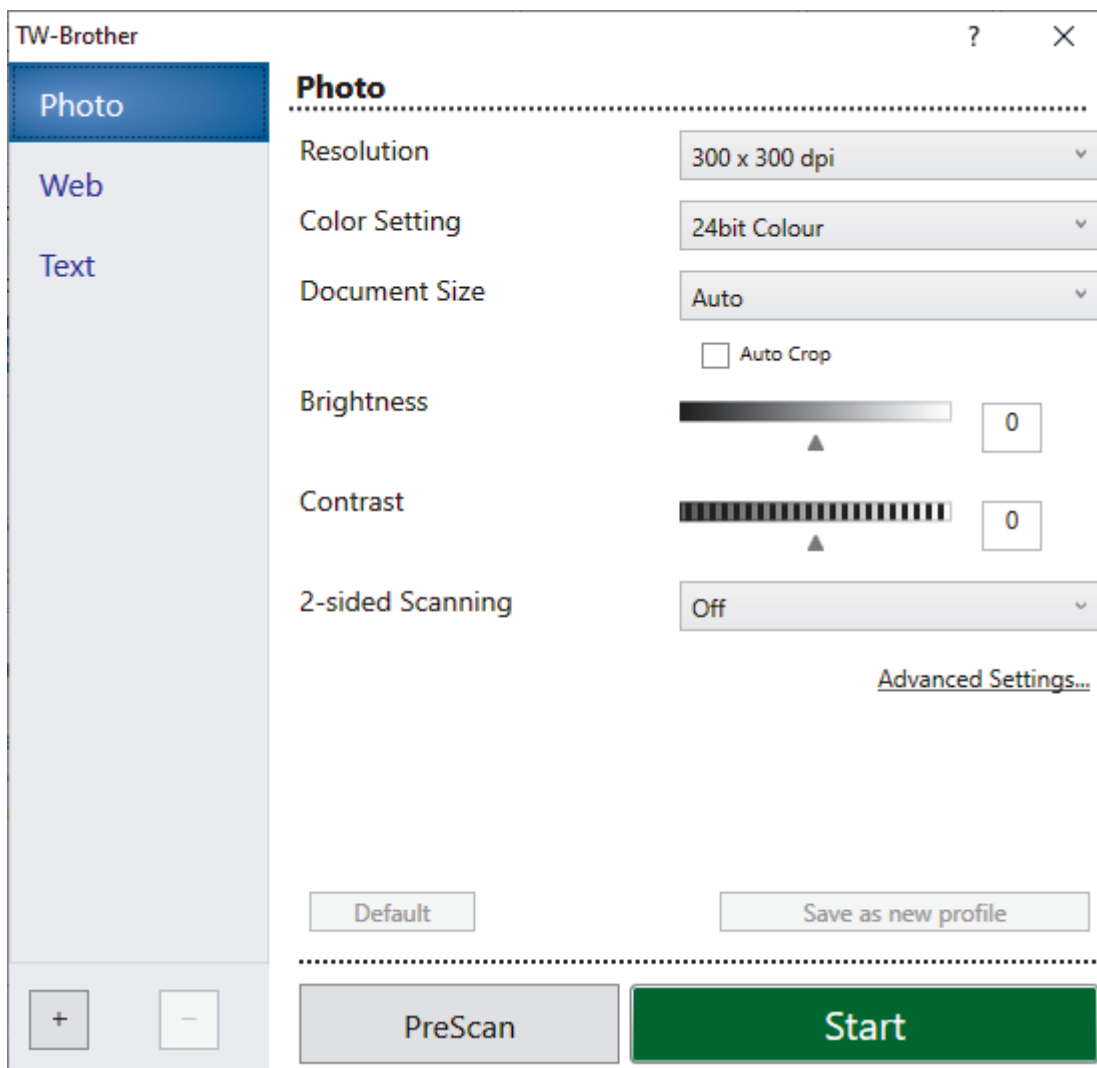 TW-Brother
?
Photo
Web
Text
Photo
Resolution
300 x 300 dpi
Color Setting
24bit Colour
Document Size
Auto
Auto Crop
Brightness
0
Contrast
0
2-sided Scanning
Off
Advanced Settings...
Default
Save as new profile
+
−
PreScan
Start